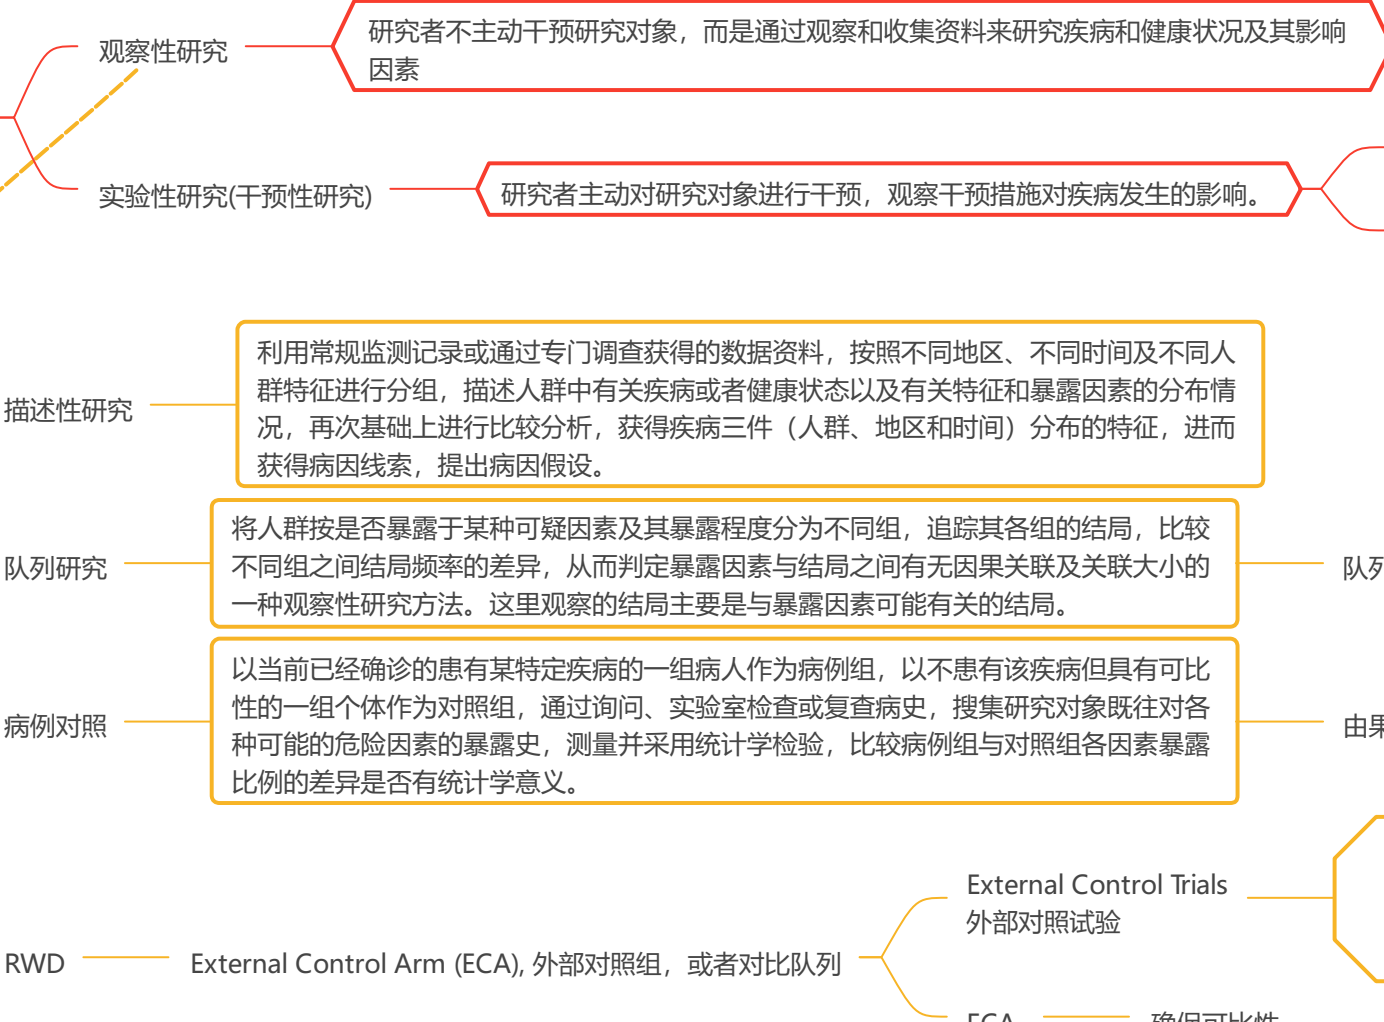 观察性研究
研究者不主动干预研究对象，而是通过观察和收集资料来研究疾病和健康状况及其影响
因素
实验性研究(干预性研究)
研究者主动对研究对象进行干预，观察干预措施对疾病发生的影响。
描述性研究
利用常规监测记录或通过专门调查获得的数据资料，按照不同地区、不同时间及不同人
群特征进行分组，描述人群中有关疾病或者健康状态以及有关特征和暴露因素的分布情
况，再次基础上进行比较分析，获得疾病三件（人群、地区和时间）分布的特征，进而
获得病因线索，提出病因假设。
队列研究
将人群按是否暴露于某种可疑因素及其暴露程度分为不同组，追踪其各组的结局，比较
不同组之间结局频率的差异，从而判定暴露因素与结局之间有无因果关联及关联大小的
一种观察性研究方法。这里观察的结局主要是与暴露因素可能有关的结局。
队列
病例对照
以当前已经确诊的患有某特定疾病的一组病人作为病例组，以不患有该疾病但具有可比
性的一组个体作为对照组，通过询问、实验室检查或复查病史，搜集研究对象既往对各
种可能的危险因素的暴露史，测量并采用统计学检验，比较病例组与对照组各因素暴露
比例的差异是否有统计学意义。
由果
RWD
External Control Arm (ECA), 外部对照组，或者对比队列
External Control Trials
外部对照试验
ECA
确保可比性